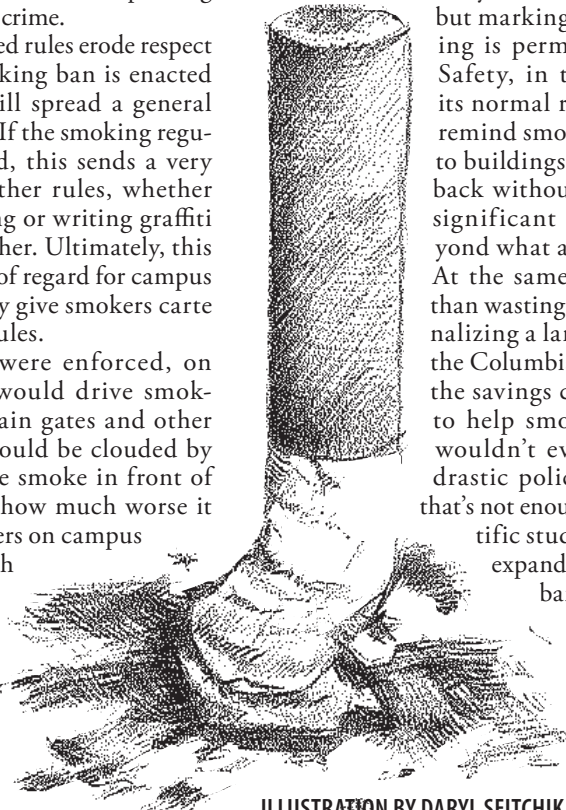 crime.
ed rules erode respect
king ban is enacted
ill spread a general
If the smoking regu-
d, this sends a very
ther rules, whether
ng or writing graffiti
her. Ultimately, this
of regard for campus
y give smokers carte
ules.
were enforced, on
would drive smok-
ain gates and other
ould be clouded by
e smoke in front of
how much worse it
ers on campus
h
but marking
ing is perm
Safety, in t
its normal r
remind smo
to buildings
back withou
significant
yond what a
At the same
than wasting
nalizing a lar
the Columbi
the savings c
to help smo
wouldn't ev
drastic polic
that's not enou
tific stud
expand
ba
ILLUSTRATION BY DARYL SEITCHIK